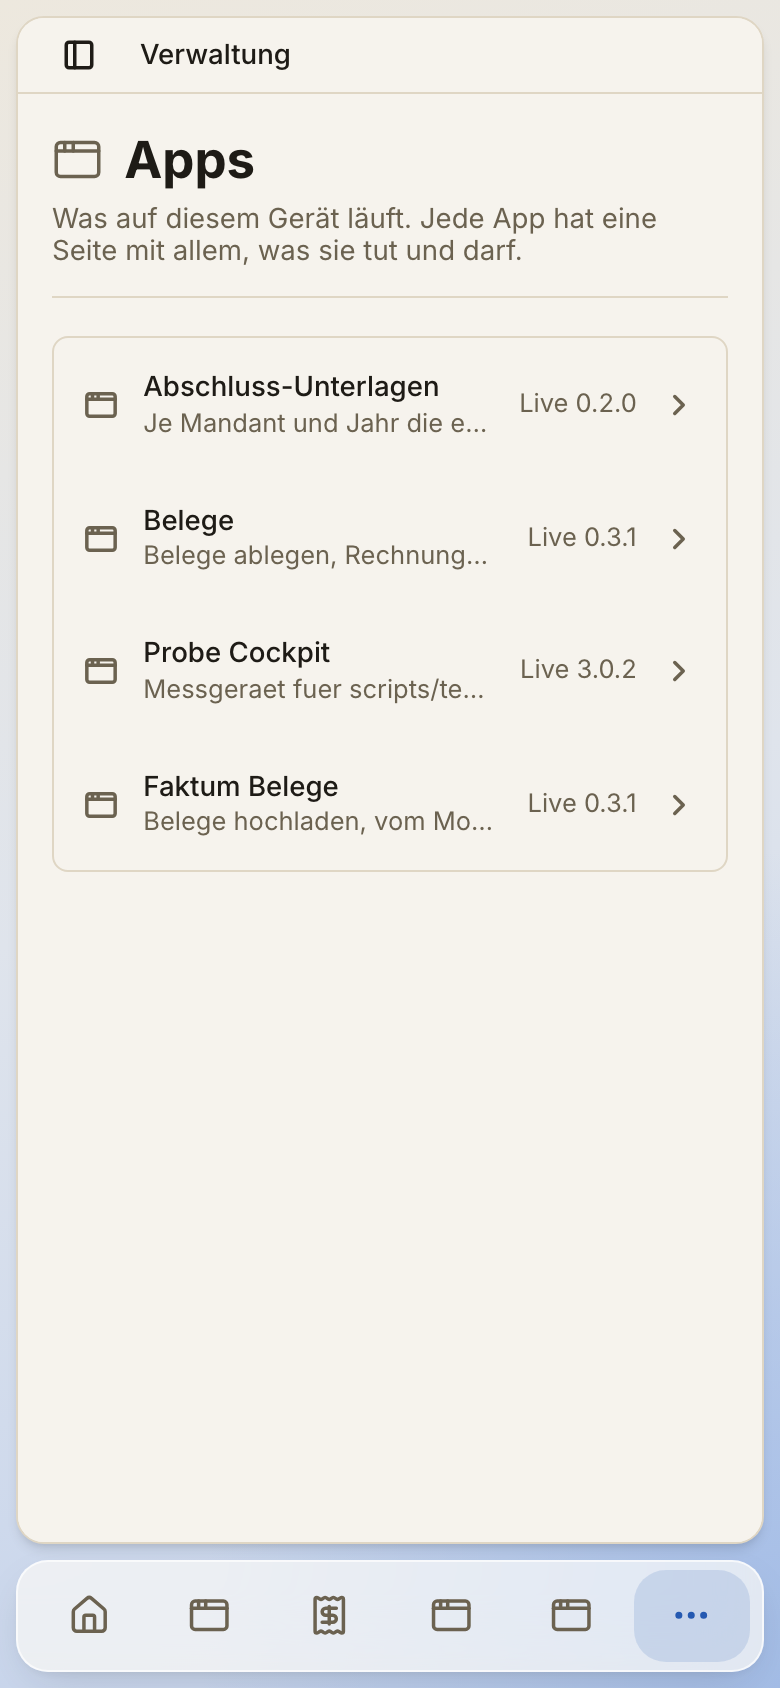 Verwaltung
Apps
Was auf diesem Gerät läuft. Jede App hat eine
Seite mit allem, was sie tut und darf.
Abschluss-Unterlagen
Je Mandant und Jahr die e...
Live 0.2.0
Belege
Belege ablegen, Rechnung...
Live 0.3.1
Probe Cockpit
Messgeraet fuer scripts/te...
Live 3.0.2
Faktum Belege
Belege hochladen, vom Mo...
Live 0.3.1